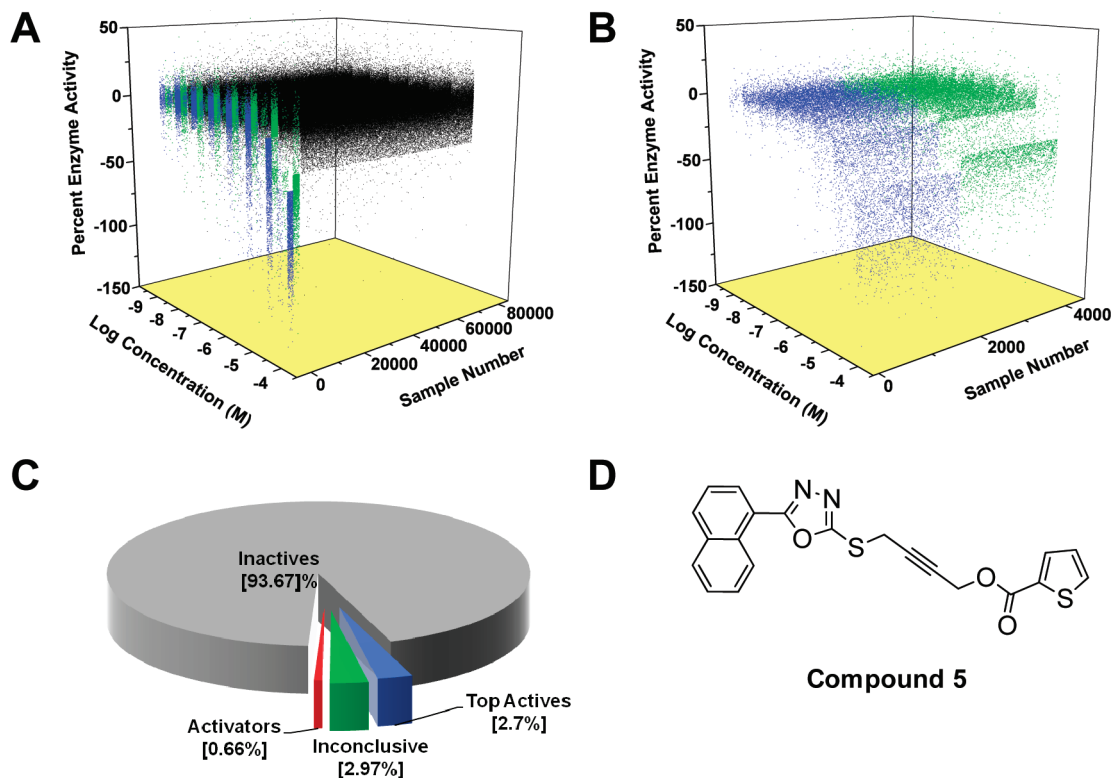 A
50
0
-50
-100
-150
Percent Enzyme Activity
-9
-8
-7
-6
-5
-4
Log Concentration (M)
0
20000
40000
60000
80000
Sample Number
B
50
0
-50
-100
-150
Percent Enzyme Activity
-9
-8
-7
-6
-5
-4
Log Concentration (M)
0
2000
4000
Sample Number
C
Inactives
[93.67]%
Activators
[0.66%]
Inconclusive
[2.97%]
Top Actives
[2.7%]
D
N
N
O
S
O
O
S
Compound 5